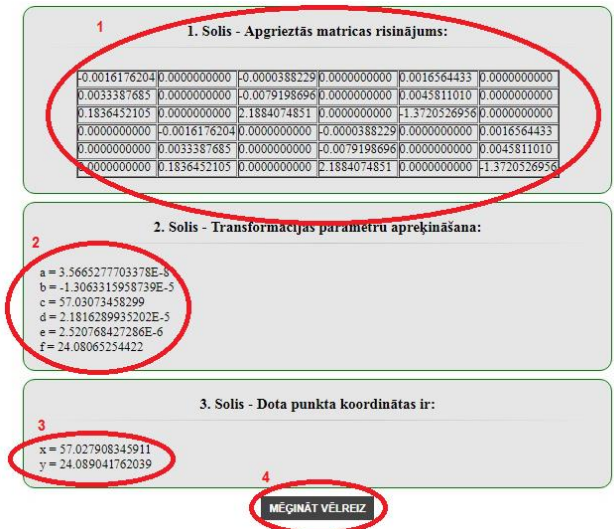 1
1. Solis - Apgrieztās matricas risinājums:
-0.0016176204 0.0000000000 -0.0000388229 0.0000000000 0.0016564433 0.0000000000
0.0033387685 0.0000000000 -0.0079198696 0.0000000000 0.0045811010 0.0000000000
0.1836452105 0.0000000000 2.1884074851 0.0000000000 -1.3720526956 0.0000000000
0.0000000000 -0.0016176204 0.0000000000 -0.0000388229 0.0000000000 0.0016564433
0.0000000000 0.0033387685 0.0000000000 -0.0079198696 0.0000000000 0.0045811010
0.0000000000 0.1836452105 0.0000000000 2.1884074851 0.0000000000 -1.3720526956
2. Solis - Transformācijas parametru aprēķināšana:
2
a = 3.5665277703378E-8
b = -1.3063315958739E-5
c = 57.03073458299
d = 2.1816289935202E-5
e = 2.520768427286E-6
f = 24.08065254422
3. Solis - Dota punkta koordinātas ir:
3
x = 57.027908345911
y = 24.089041762039
4
MĒĢINĀT VĒLREIZ